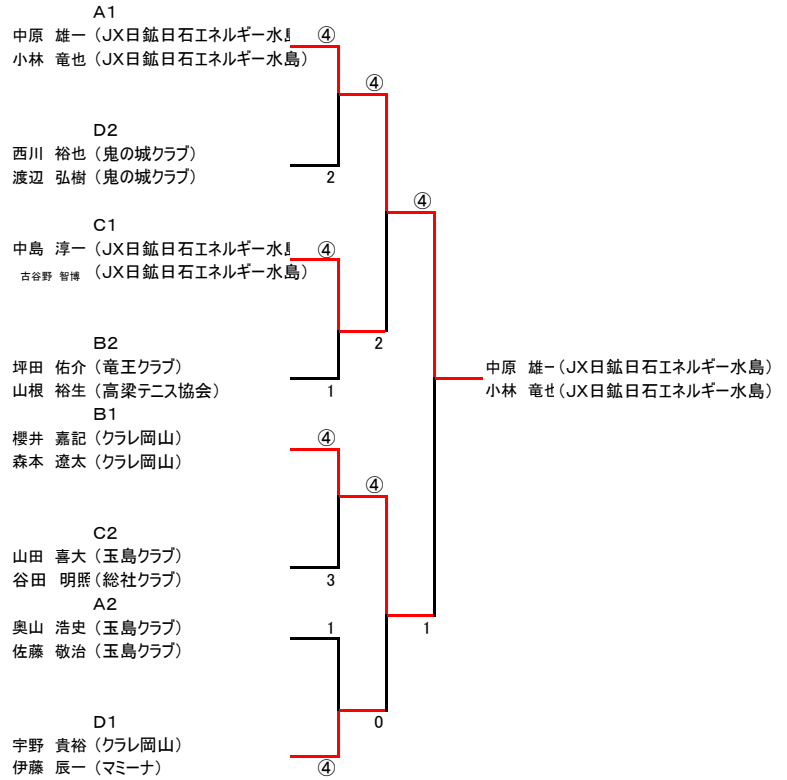 A1
中原 雄一 (JX日鉱日石エネルギー水島 ④
小林 竜也 (JX日鉱日石エネルギー水島)
④
D2
西川 裕也 (鬼の城クラブ)
渡辺 弘樹 (鬼の城クラブ) 2
④
C1
中島 淳一 (JX日鉱日石エネルギー水島 ④
古谷野 智博 (JX日鉱日石エネルギー水島)
B2 2
坪田 佑介 (竜王クラブ)
山根 裕生 (高梁テニス協会) 1
中原 雄一 (JX日鉱日石エネルギー水島)
小林 竜也 (JX日鉱日石エネルギー水島)
B1
櫻井 嘉記 (クラレ岡山) ④
森本 遼太 (クラレ岡山)
④
C2
山田 喜大 (玉島クラブ)
谷田 明照 (総社クラブ) 3
A2
奥山 浩史 (玉島クラブ) 1 1
佐藤 敬治 (玉島クラブ)
D1 0
宇野 貴裕 (クラレ岡山)
伊藤 辰一 (マミーナ) ④